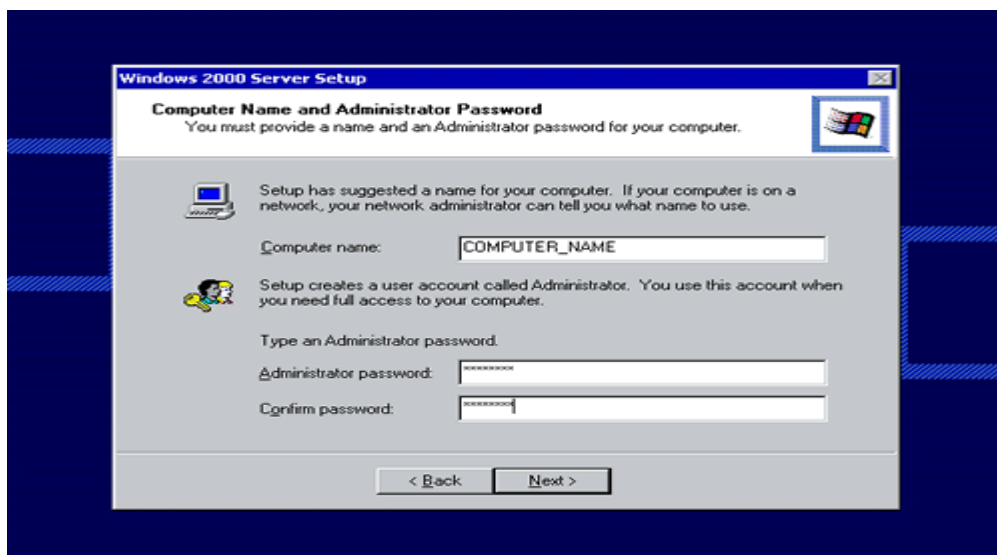 Windows 2000 Server Setup
Computer Name and Administrator Password
You must provide a name and an Administrator password for your computer.
Setup has suggested a name for your computer. If your computer is on a
network, your network administrator can tell you what name to use.
Computer name:
COMPUTER_NAME
Setup creates a user account called Administrator. You use this account when
you need full access to your computer.
Type an Administrator password.
Administrator password:
********
Confirm password:
********
< Back
Next >